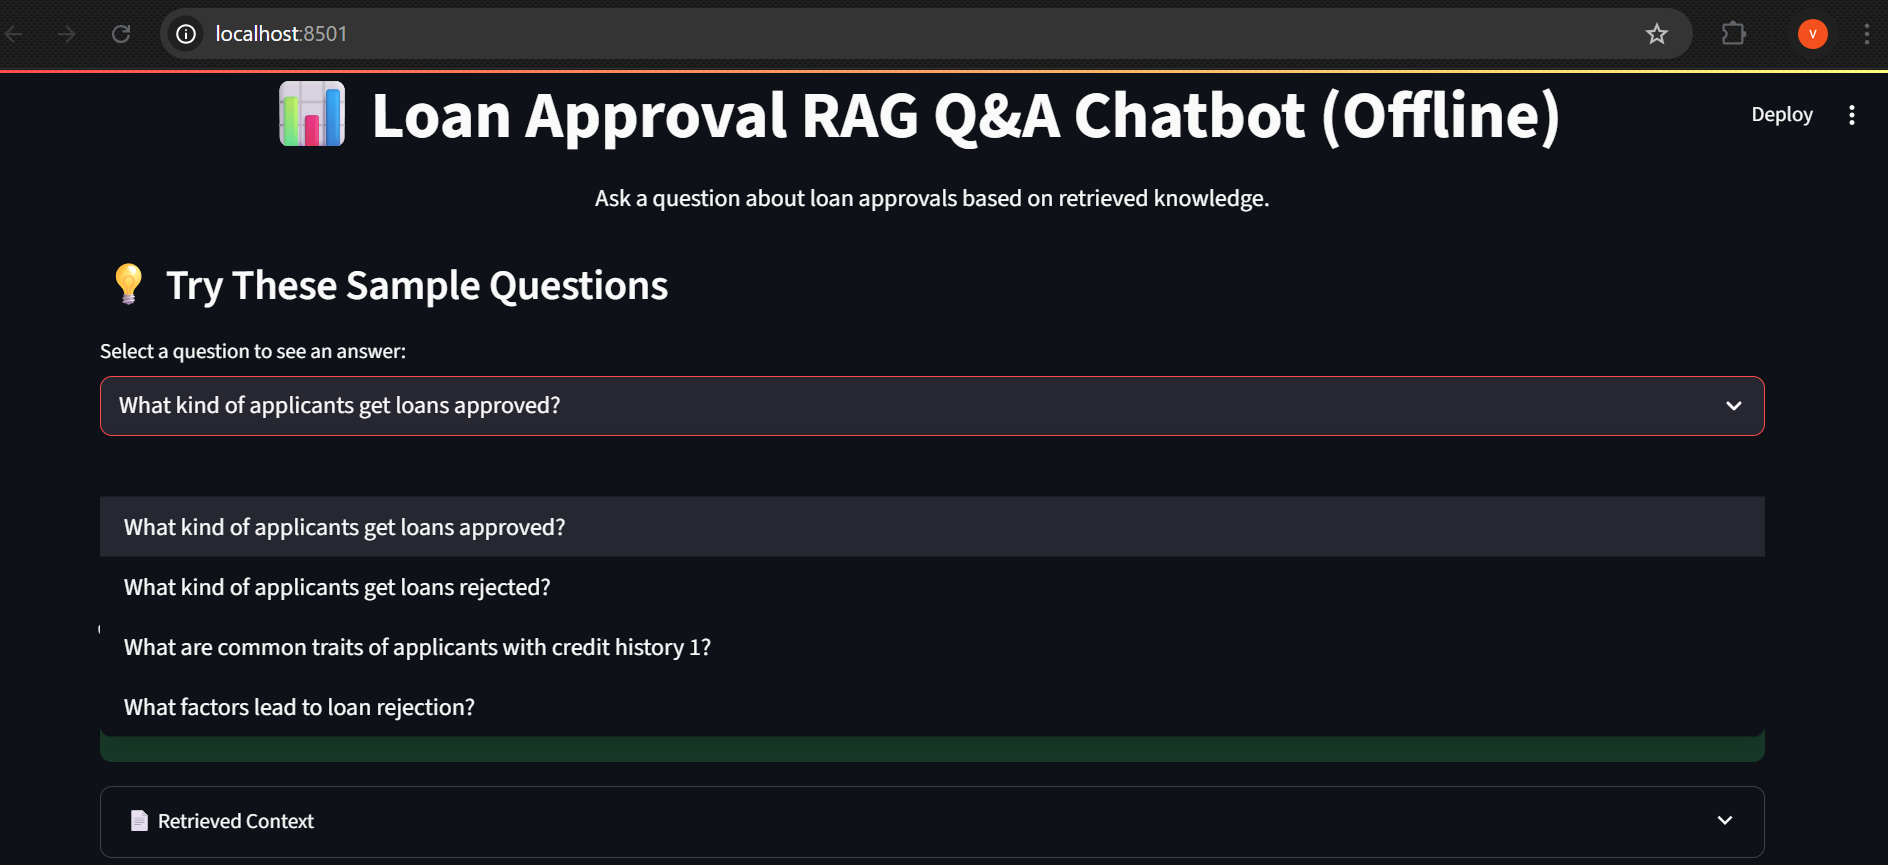 localhost:8501
V
Loan Approval RAG Q&A Chatbot (Offline)
Deploy
Ask a question about loan approvals based on retrieved knowledge.
Try These Sample Questions
Select a question to see an answer:
What kind of applicants get loans approved?
What kind of applicants get loans approved?
What kind of applicants get loans rejected?
What are common traits of applicants with credit history 1?
What factors lead to loan rejection?
Retrieved Context